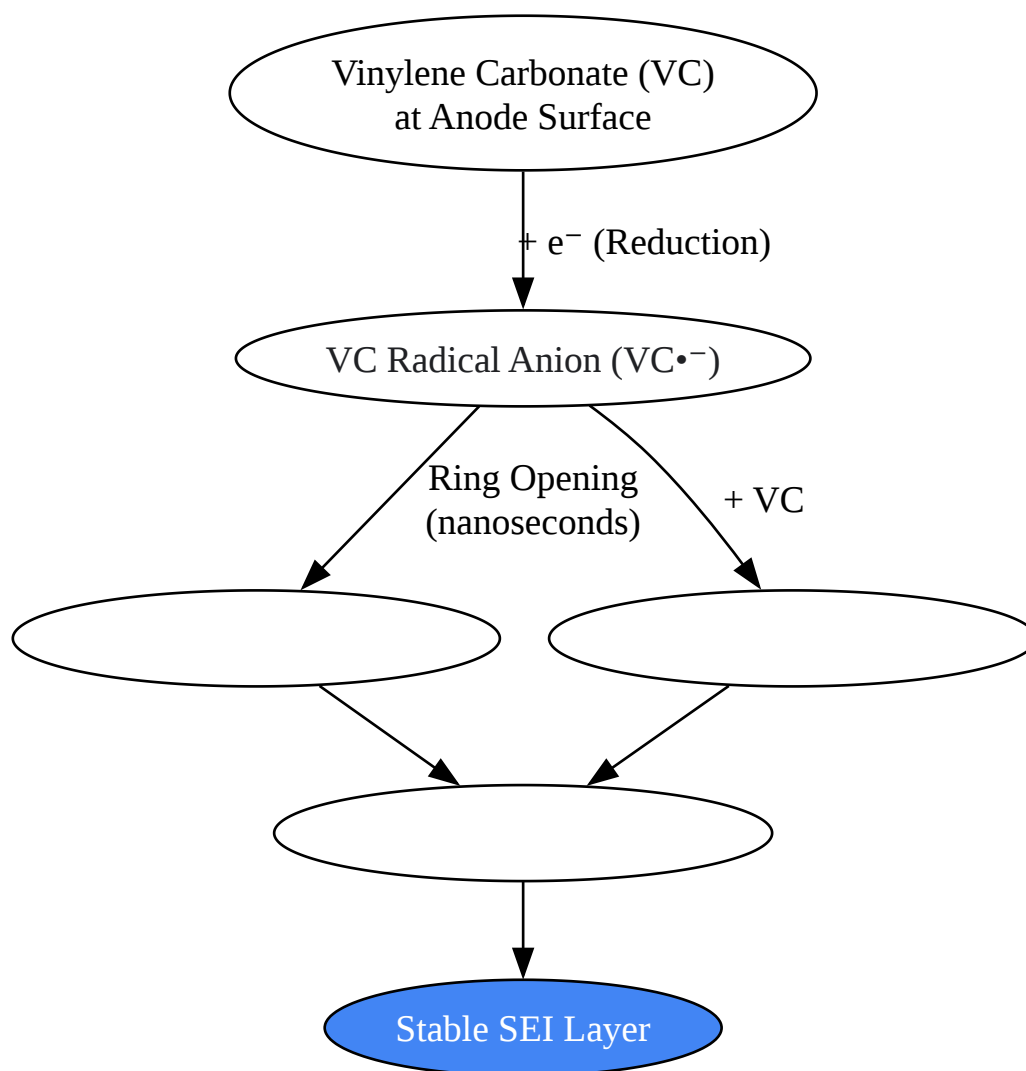 Vinylene Carbonate (VC)
at Anode Surface
+ e⁻ (Reduction)
VC Radical Anion (VC•⁻)
Ring Opening
(nanoseconds)
+ VC
Stable SEI Layer